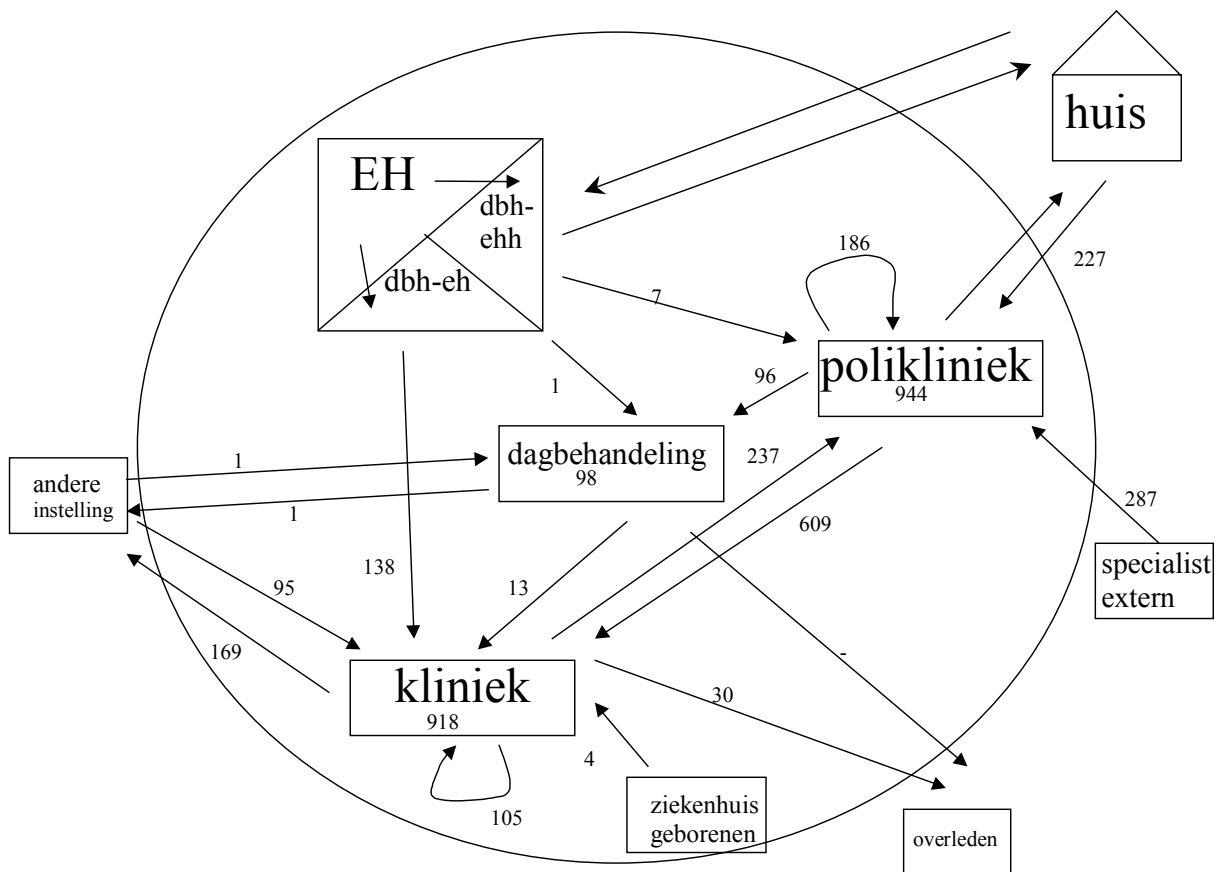 huis
EH
dbh-
ehh
dbh-eh
186
227
7
polikliniek
944
1
96
dagbehandeling
98
237
1
andere
instelling
1
287
609
specialist
extern
138
13
95
169
-
kliniek
918
30
4
105
ziekenhuis
geborenen
overleden